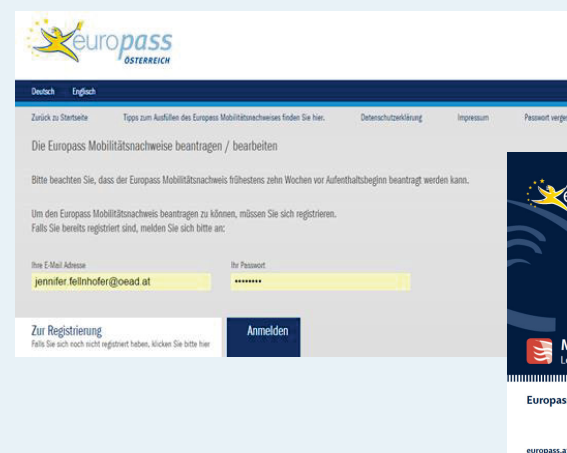 europass
ÖSTERREICH
Deutsch Englisch
Zurück zu Startseite Tipps zum Ausfüllen des Europass Mobilitätsnachweises finden Sie hier. Datenschutzerklärung Impressum Passwort verge
Die Europass Mobilitätsnachweise beantragen / bearbeiten
Bitte beachten Sie, dass der Europass Mobilitätsnachweis frühestens zehn Wochen vor Aufenthaltsbeginn beantragt werden kann.
Um den Europass Mobilitätsnachweis beantragen zu können, müssen Sie sich registrieren.
Falls Sie bereits registriert sind, melden Sie sich bitte an:
Ihre E-Mail Adresse Ihr Passwort
jennifer.fellnhofer@oead.at ••••••••
Zur Registrierung Anmelden
Falls Sie sich noch nicht registriert haben, klicken Sie bitte hier
Europas
europass.a